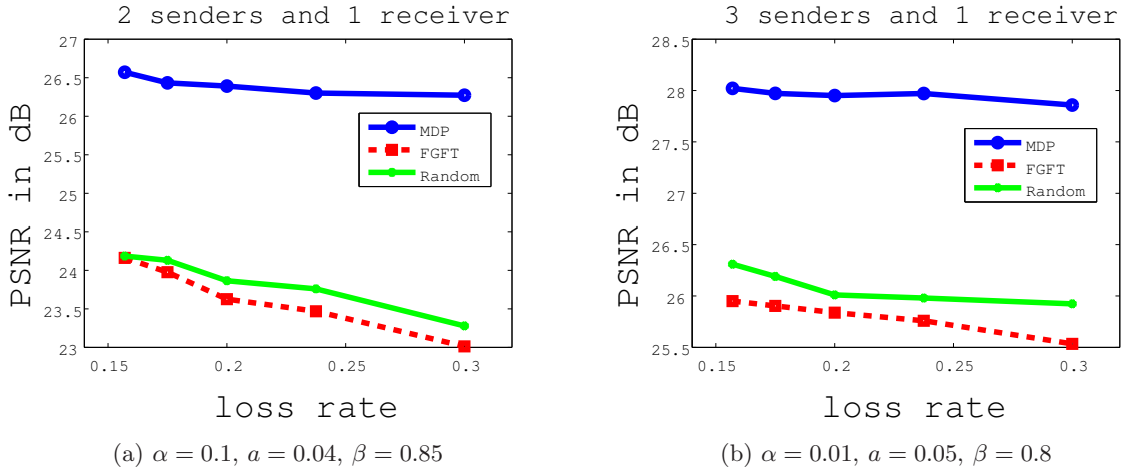 2 senders and 1 receiver
PSNR in dB
27
26.5
26
25.5
25
24.5
24
23.5
23
MDP
FGFT
Random
0.15
0.2
0.25
0.3
loss rate
(a) α = 0.1, a = 0.04, β = 0.85
3 senders and 1 receiver
PSNR in dB
28.5
28
27.5
27
26.5
26
25.5
MDP
FGFT
Random
0.15
0.2
0.25
0.3
loss rate
(b) α = 0.01, a = 0.05, β = 0.8